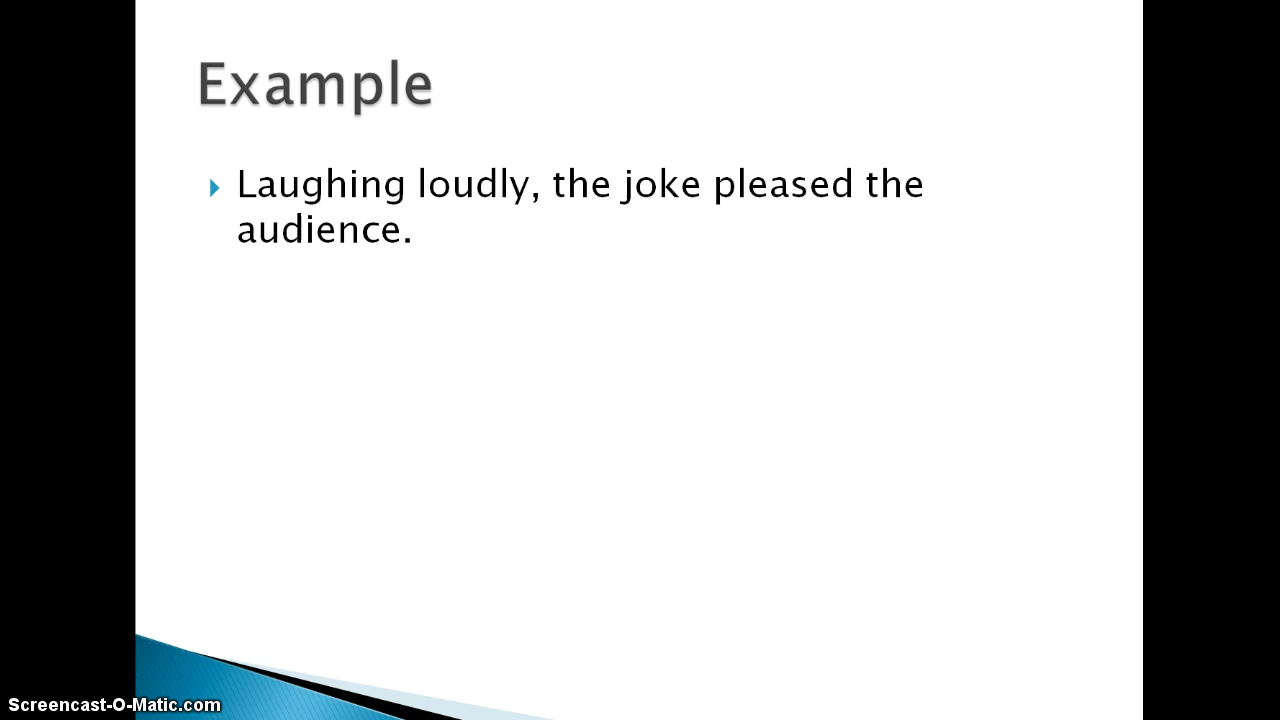 Example
Laughing loudly, the joke pleased the
audience.
Screencast-O-Matic.com